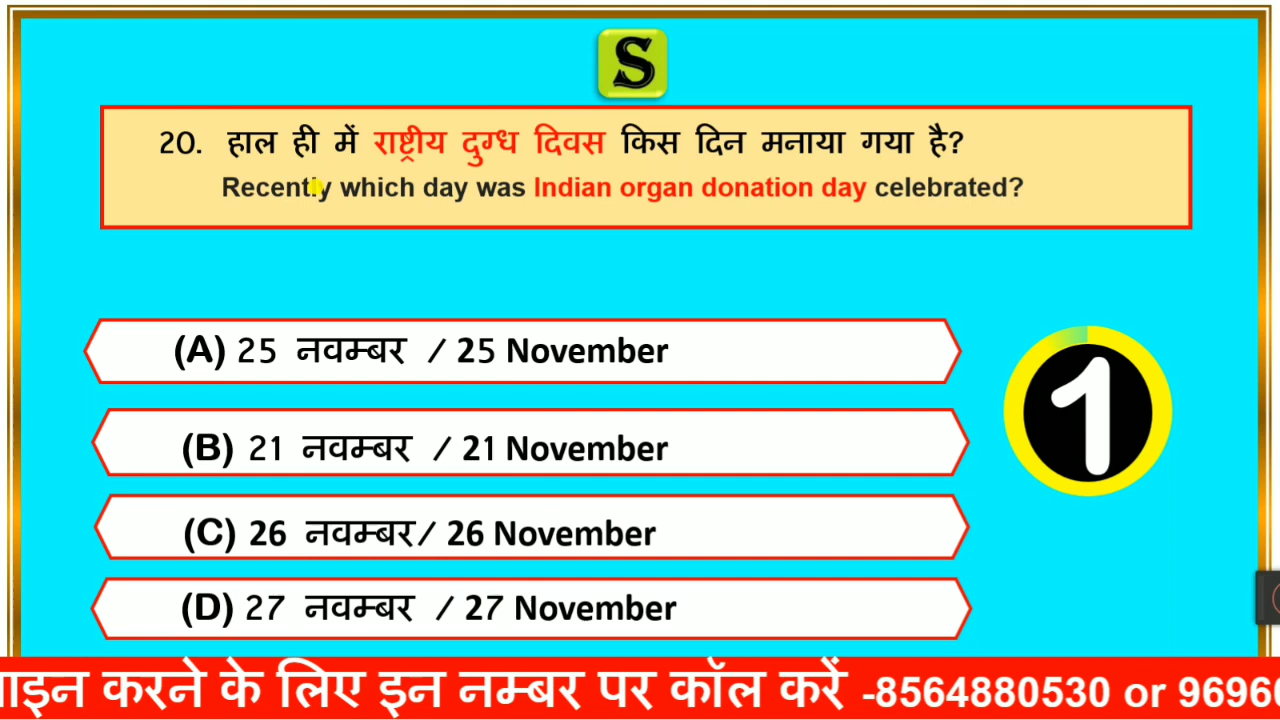 S
20. हाल ही में राष्ट्रीय दुग्ध दिवस किस दिन मनाया गया है?
Recently which day was Indian organ donation day celebrated?
(A) 25 नवम्बर / 25 November
1
(B) 21 नवम्बर / 21 November
(C) 26 नवम्बर/ 26 November
(D) 27 नवम्बर / 27 November
करने के लिए इन नम्बर पर कॉल करें -8564880530 or